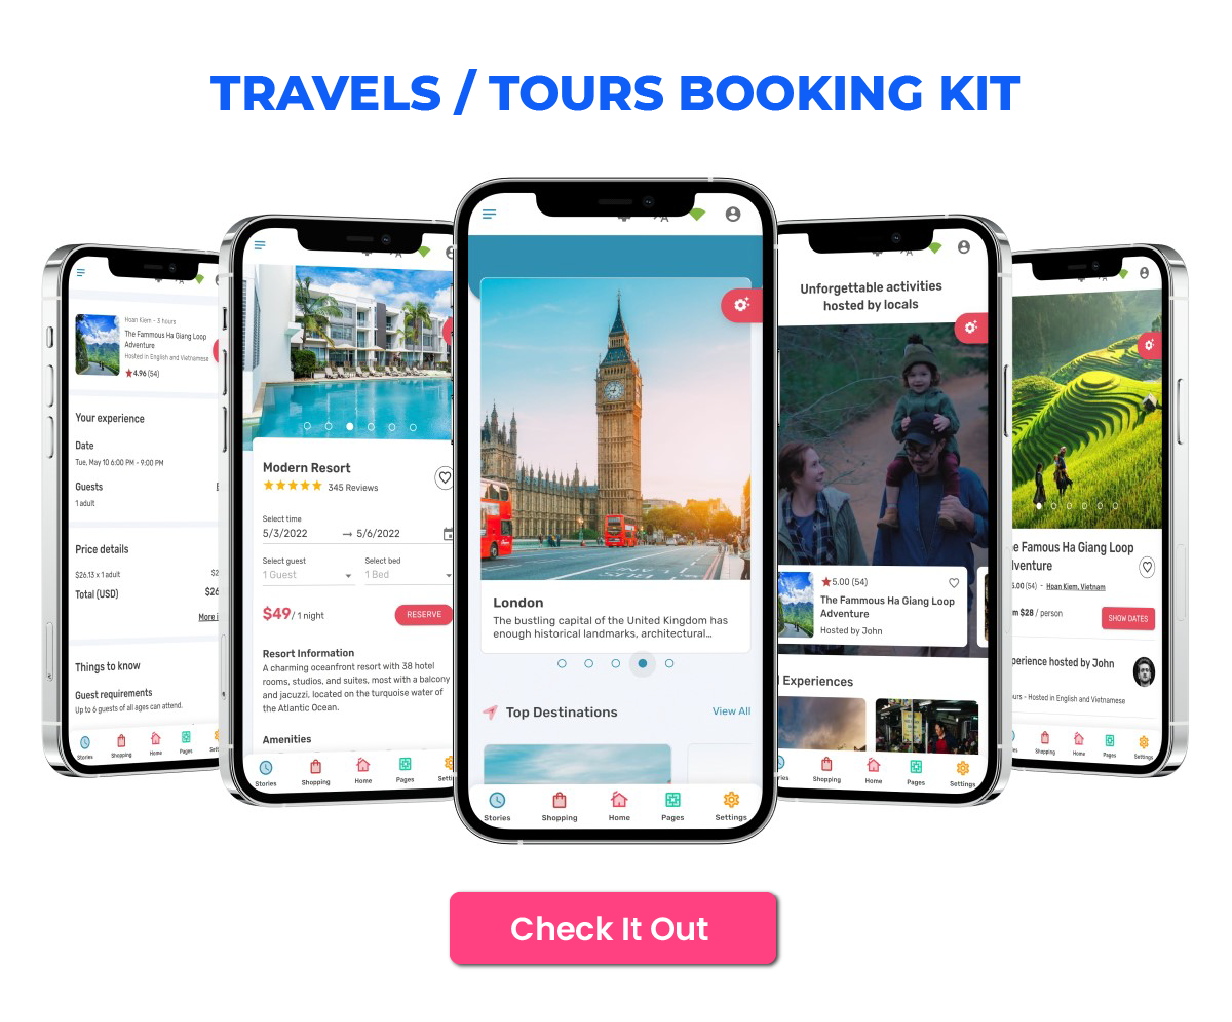 TRAVELS / TOURS BOOKING KIT
Hoan Kiem - 3 hours
The Fammous Ha Giang Loop
Adventure
Hosted in English and Vietnamese
4.96 (54)
Your experience
Date
Tue, May 10 6:00 PM - 9:00 PM
Guests
1 adult
Price details
$26.13 x 1 adult
Total (USD)
More
Things to know
Guest requirements
Up to 6 guests of all ages can attend.
Stories
Shopping
Home
Pages
Modern Resort
345 Reviews
Select time
5/3/2022 → 5/6/2022
Select guest Select bed
1 Guest 1 Bed
$49 / 1 night RESERVE
Resort Information
A charming oceanfront resort with 38 hotel
rooms, studios, and suites, most with a balcony
and jacuzzi, located on the turquoise water of
the Atlantic Ocean.
Amenities
Stories Shopping Home Pages Setti
London
The bustling capital of the United Kingdom has
enough historical landmarks, architectural...
Top Destinations View All
Stories Shopping Home Pages Settings
Unforgettable activities
hosted by locals
5.00 (54)
The Fammous Ha Giang Loop
Adventure
Hosted by John
Experiences
Shopping Home Pages Settings
e Famous Ha Giang Loop
lventure
5.00 (54) - Hoan Kiem, Vietnam
m $28 / person SHOW DATES
perience hosted by John
urs - Hosted in English and Vietnamese
Shopping Home Pages Settings
Check It Out